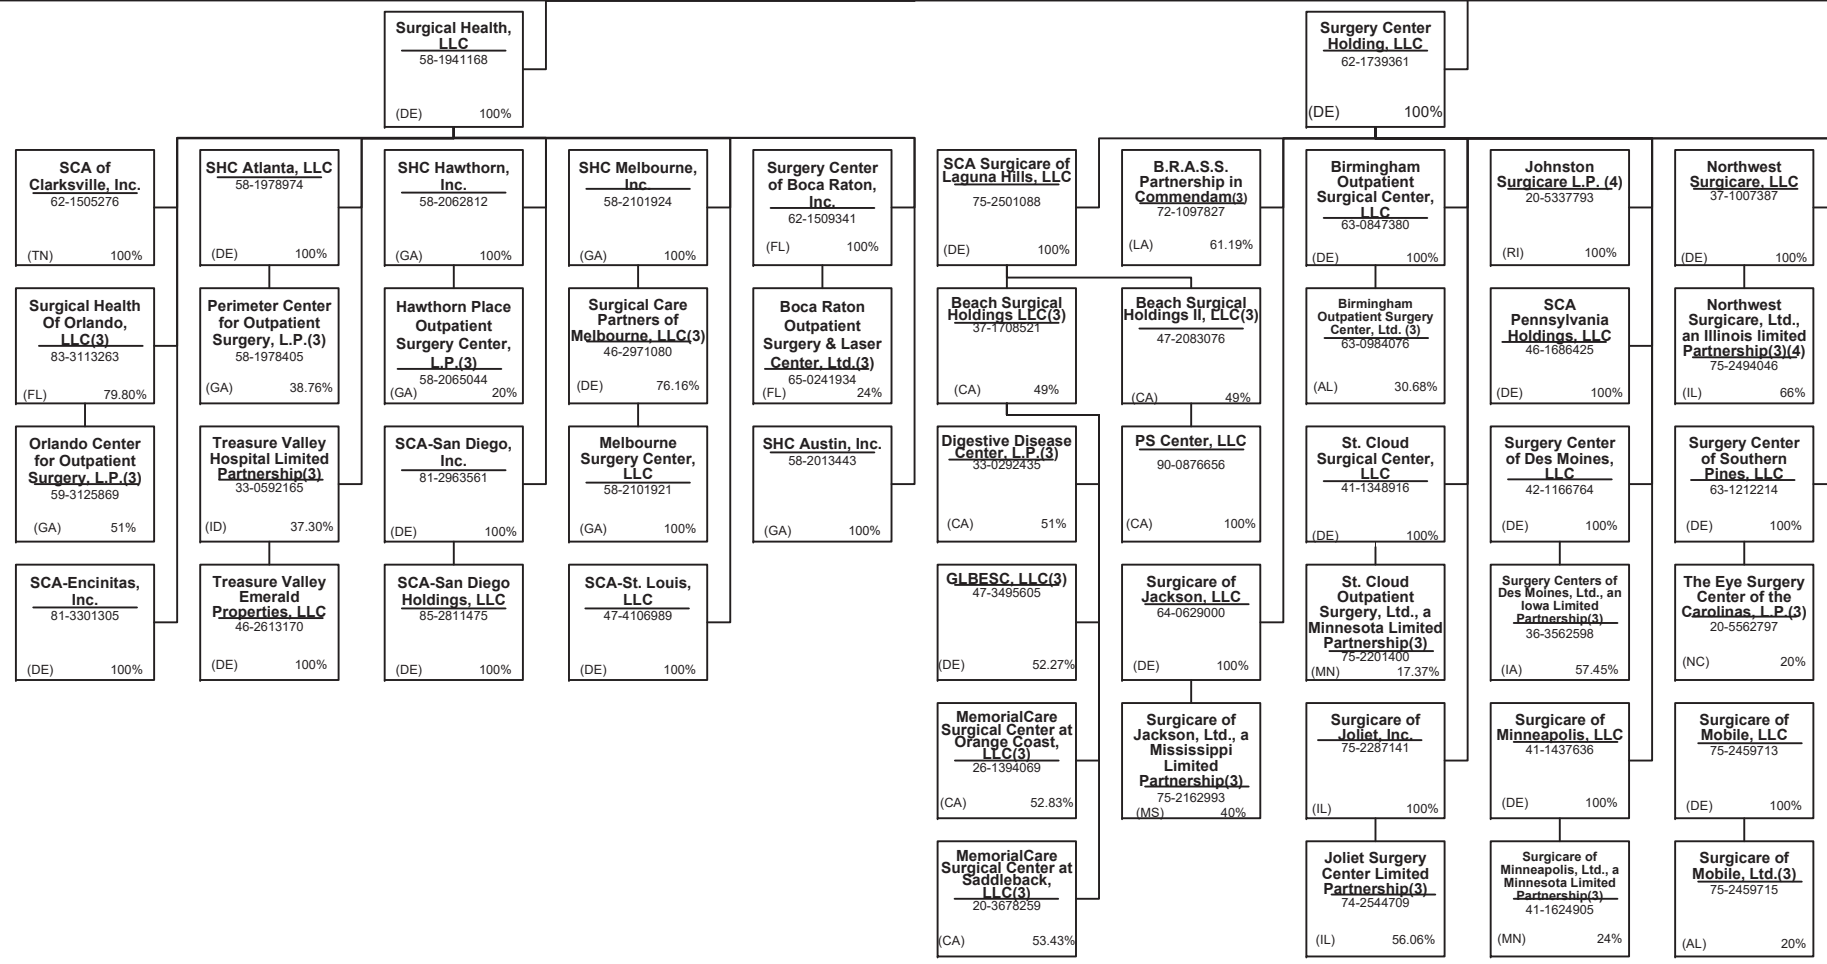 Surgical Health,
LLC
58-1941168
(DE) 100%
Surgery Center
Holding, LLC
62-1739361
(DE) 100%
SCA of
Clarksville, Inc.
62-1505276
(TN) 100%
SHC Atlanta, LLC
58-1978974
(DE) 100%
SHC Hawthorn,
Inc.
58-2062812
(GA) 100%
SHC Melbourne,
Inc.
58-2101924
(GA) 100%
Surgery Center
of Boca Raton,
Inc.
62-1509341
(FL) 100%
SCA Surgicare of
Laguna Hills, LLC
75-2501088
(DE) 100%
B.R.A.S.S.
Partnership in
Commendam(3)
72-1097827
(LA) 61.19%
Birmingham
Outpatient
Surgical Center,
LLC
63-0847380
(DE) 100%
Johnston
Surgicare L.P. (4)
20-5337793
(RI) 100%
Northwest
Surgicare, LLC
37-1007387
(DE) 100%
Surgical Health
Of Orlando,
LLC(3)
83-3113263
(FL) 79.80%
Perimeter Center
for Outpatient
Surgery, L.P.(3)
58-1978405
(GA) 38.76%
Hawthorn Place
Outpatient
Surgery Center,
L.P.(3)
58-2065044
(GA) 20%
Surgical Care
Partners of
Melbourne, LLC(3)
46-2971080
(DE) 76.16%
Boca Raton
Outpatient
Surgery & Laser
Center, Ltd.(3)
65-0241934
(FL) 24%
Beach Surgical
Holdings LLC(3)
37-1708521
(CA) 49%
Beach Surgical
Holdings II, LLC(3)
47-2083076
(CA) 49%
Birmingham
Outpatient Surgery
Center, Ltd. (3)
63-0984076
(AL) 30.68%
SCA
Pennsylvania
Holdings, LLC
46-1686425
(DE) 100%
Northwest
Surgicare, Ltd.,
an Illinois limited
Partnership(3)(4)
75-2494046
(IL) 66%
Orlando Center
for Outpatient
Surgery, L.P.(3)
59-3125869
(GA) 51%
Treasure Valley
Hospital Limited
Partnership(3)
33-0592165
(ID) 37.30%
SCA-San Diego,
Inc.
81-2963561
(DE) 100%
Melbourne
Surgery Center,
LLC
58-2101921
(GA) 100%
SHC Austin, Inc.
58-2013443
(GA) 100%
Digestive Disease
Center, L.P.(3)
33-0292435
(CA) 51%
PS Center, LLC
90-0876656
(CA) 100%
St. Cloud
Surgical Center,
LLC
41-1348916
(DE) 100%
Surgery Center
of Des Moines,
LLC
42-1166764
(DE) 100%
Surgery Center
of Southern
Pines, LLC
63-1212214
(DE) 100%
SCA-Encinitas,
Inc.
81-3301305
(DE) 100%
Treasure Valley
Emerald
Properties, LLC
46-2613170
(DE) 100%
SCA-San Diego
Holdings, LLC
85-2811475
(DE) 100%
SCA-St. Louis,
LLC
47-4106989
(DE) 100%
GLBESC, LLC(3)
47-3495605
(DE) 52.27%
Surgicare of
Jackson, LLC
64-0629000
(DE) 100%
St. Cloud
Outpatient
Surgery, Ltd., a
Minnesota Limited
Partnership(3)
75-2201400
(MN) 17.37%
Surgery Centers of
Des Moines, Ltd., an
Iowa Limited
Partnership(3)
36-3562598
(IA) 57.45%
The Eye Surgery
Center of the
Carolinas, L.P.(3)
20-5562797
(NC) 20%
MemorialCare
Surgical Center at
Orange Coast,
LLC(3)
26-1394069
(CA) 52.83%
Surgicare of
Jackson, Ltd., a
Mississippi
Limited
Partnership(3)
75-2162993
(MS) 40%
Surgicare of
Joliet, Inc.
75-2287141
(IL) 100%
Surgicare of
Minneapolis, LLC
41-1437636
(DE) 100%
Surgicare of
Mobile, LLC
75-2459713
(DE) 100%
MemorialCare
Surgical Center at
Saddleback,
LLC(3)
20-3678259
(CA) 53.43%
Joliet Surgery
Center Limited
Partnership(3)
74-2544709
(IL) 56.06%
Surgicare of
Minneapolis, Ltd., a
Minnesota Limited
Partnership(3)
41-1624905
(MN) 24%
Surgicare of
Mobile, Ltd.(3)
75-2459715
(AL) 20%